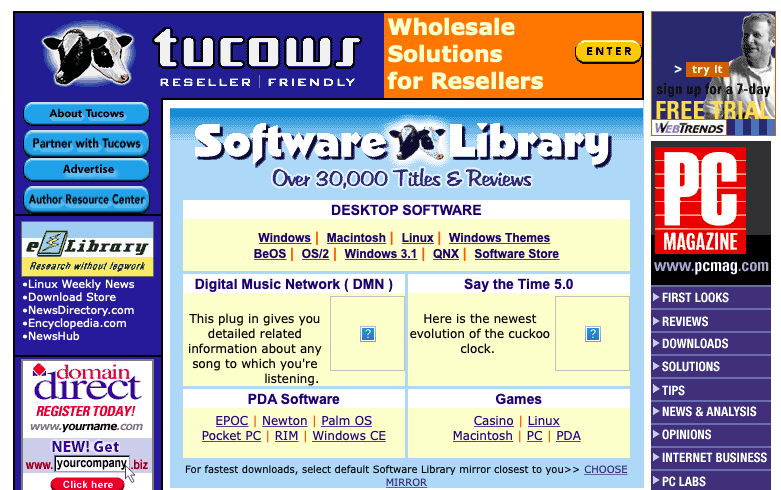 tucows
RESELLER | FRIENDLY
Wholesale
Solutions
for Resellers
ENTER
> try it
sign up for a 7-day
FREE TRIAL
WEBTRENDS
About Tucows
Partner with Tucows
Advertise
Author Resource Center
eLibrary
Research without legwork
•Linux Weekly News
•Download Store
•NewsDirectory.com
•Encyclopedia.com
•NewsHub
domain
direct
REGISTER TODAY!
www.yourname.com
NEW! Get
www.yourcompany.biz
Click here
Software Library
Over 30,000 Titles & Reviews
DESKTOP SOFTWARE
Windows | Macintosh | Linux | Windows Themes
BeOS | OS/2 | Windows 3.1 | QNX | Software Store
Digital Music Network ( DMN )
This plug in gives you
detailed related
information about any
song to which you're
listening.
Say the Time 5.0
Here is the newest
evolution of the cuckoo
clock.
PDA Software
EPOC | Newton | Palm OS
Pocket PC | RIM | Windows CE
Games
Casino | Linux
Macintosh | PC | PDA
For fastest downloads, select default Software Library mirror closest to you>> CHOOSE
MIRROR
PC
MAGAZINE
www.pcmag.com
FIRST LOOKS
REVIEWS
DOWNLOADS
SOLUTIONS
TIPS
NEWS & ANALYSIS
OPINIONS
INTERNET BUSINESS
PC LABS